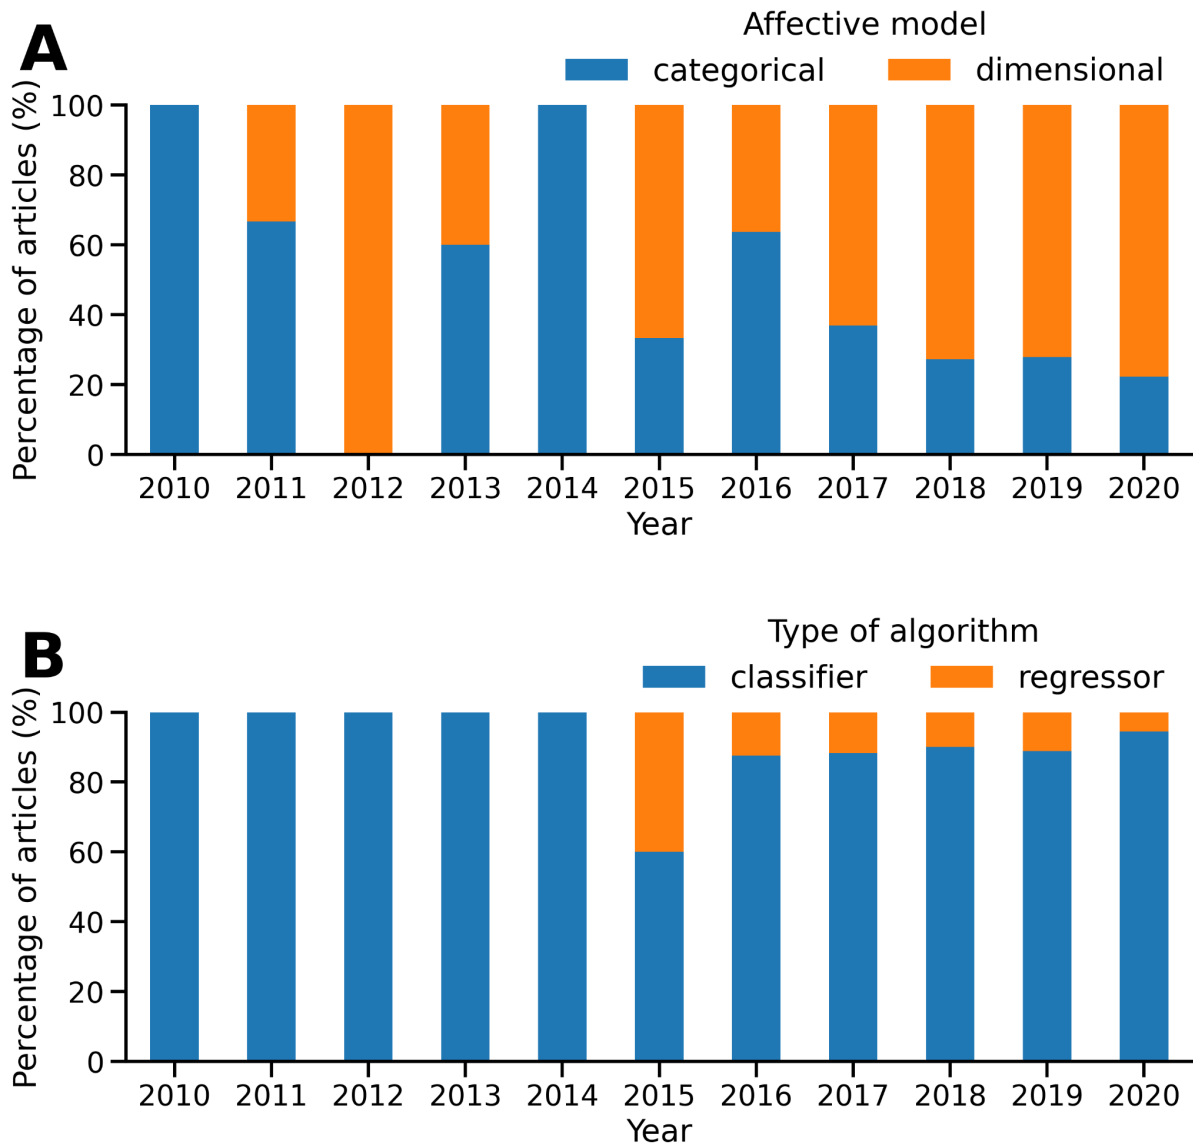 A
Affective model
categorical dimensional
Percentage of articles (%)
100
80
60
40
20
0
2010 2011 2012 2013 2014 2015 2016 2017 2018 2019 2020
Year
B
Type of algorithm
classifier regressor
Percentage of articles (%)
100
80
60
40
20
0
2010 2011 2012 2013 2014 2015 2016 2017 2018 2019 2020
Year